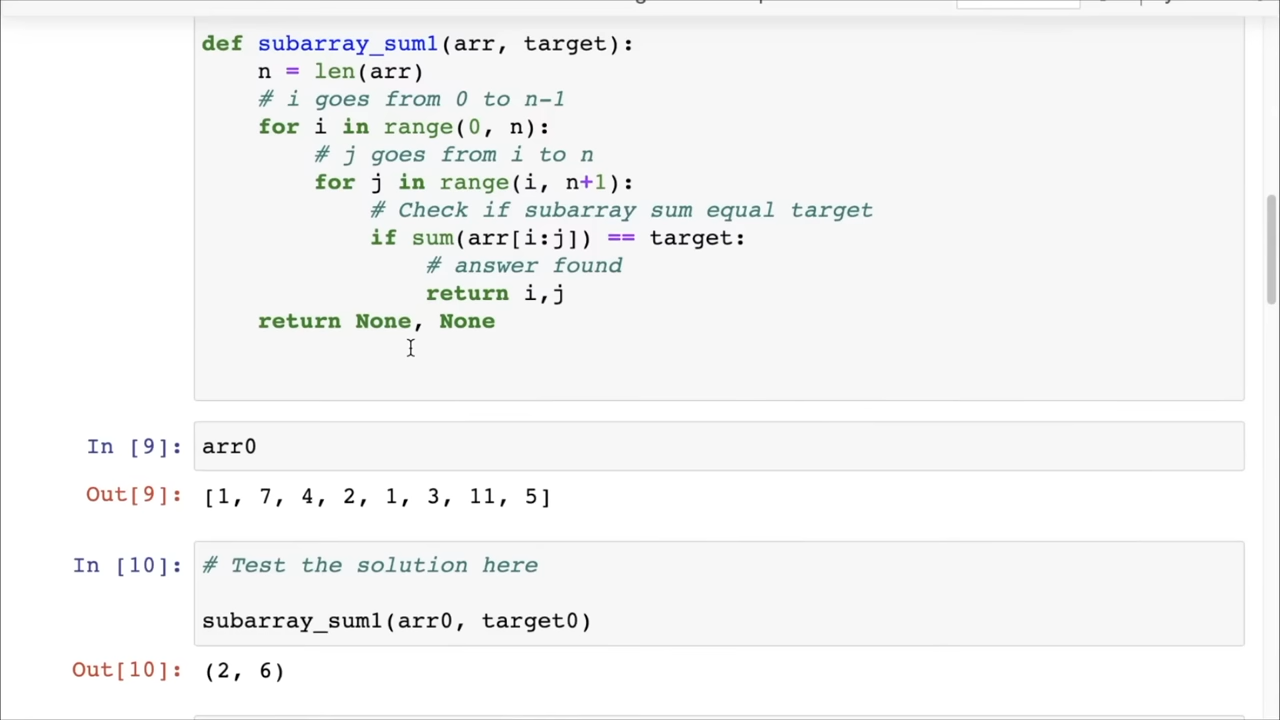 def subarray_sum1(arr, target):
    n = len(arr)
    # i goes from 0 to n-1
    for i in range(0, n):
        # j goes from i to n
        for j in range(i, n+1):
            # Check if subarray sum equal target
            if sum(arr[i:j]) == target:
                # answer found
                return i,j
    return None, None
In [9]: arr0
Out[9]: [1, 7, 4, 2, 1, 3, 11, 5]
In [10]: # Test the solution here
subarray_sum1(arr0, target0)
Out[10]: (2, 6)